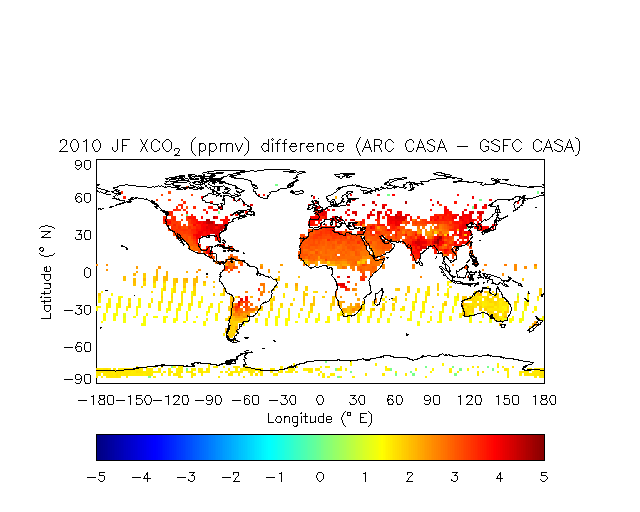 2010 JF XCO₂ (ppmv) difference (ARC CASA – GSFC CASA)
90
60
30
0
−30
−60
−90
Latitude (° N)
−180 −150 −120 −90 −60 −30 0 30 60 90 120 150 180
Longitude (° E)
−5 −4 −3 −2 −1 0 1 2 3 4 5